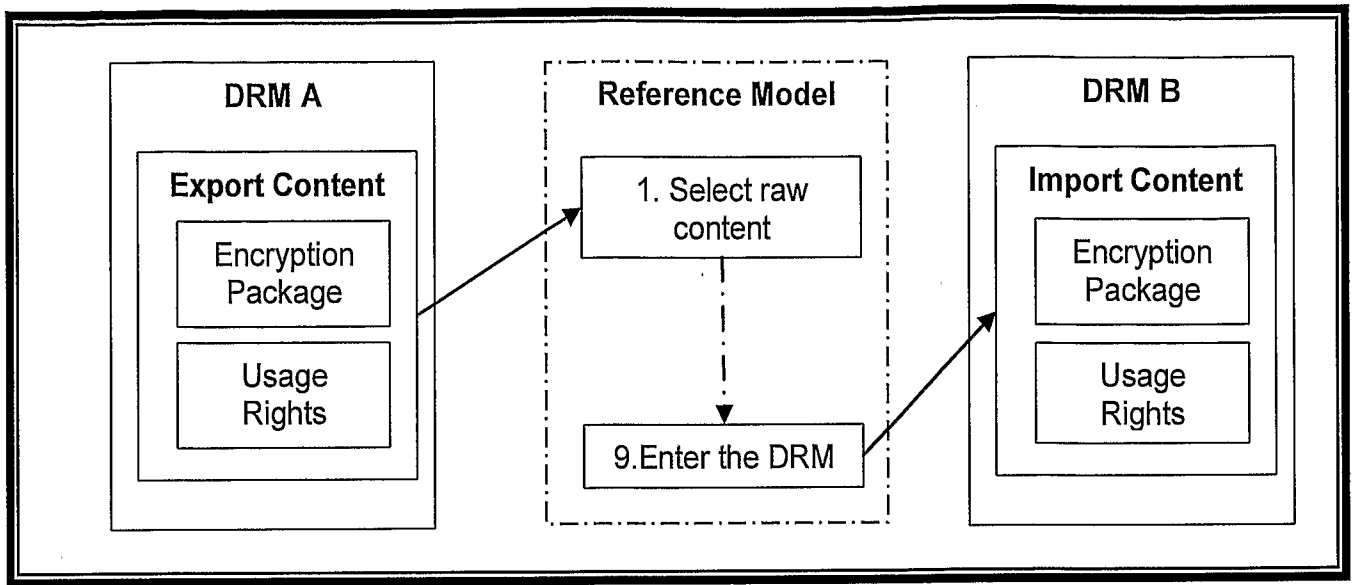 DRM A
Export Content
Encryption
Package
Usage
Rights
Reference Model
1. Select raw
content
9.Enter the DRM
DRM B
Import Content
Encryption
Package
Usage
Rights